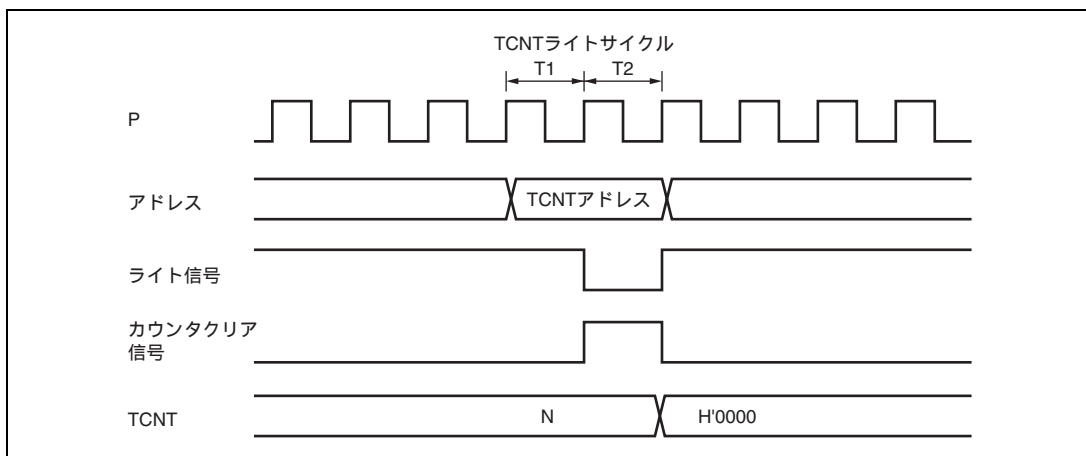 TCNTライトサイクル
T1 T2
P
アドレス
TCNTアドレス
ライト信号
カウンタクリア
信号
TCNT
N
H'0000